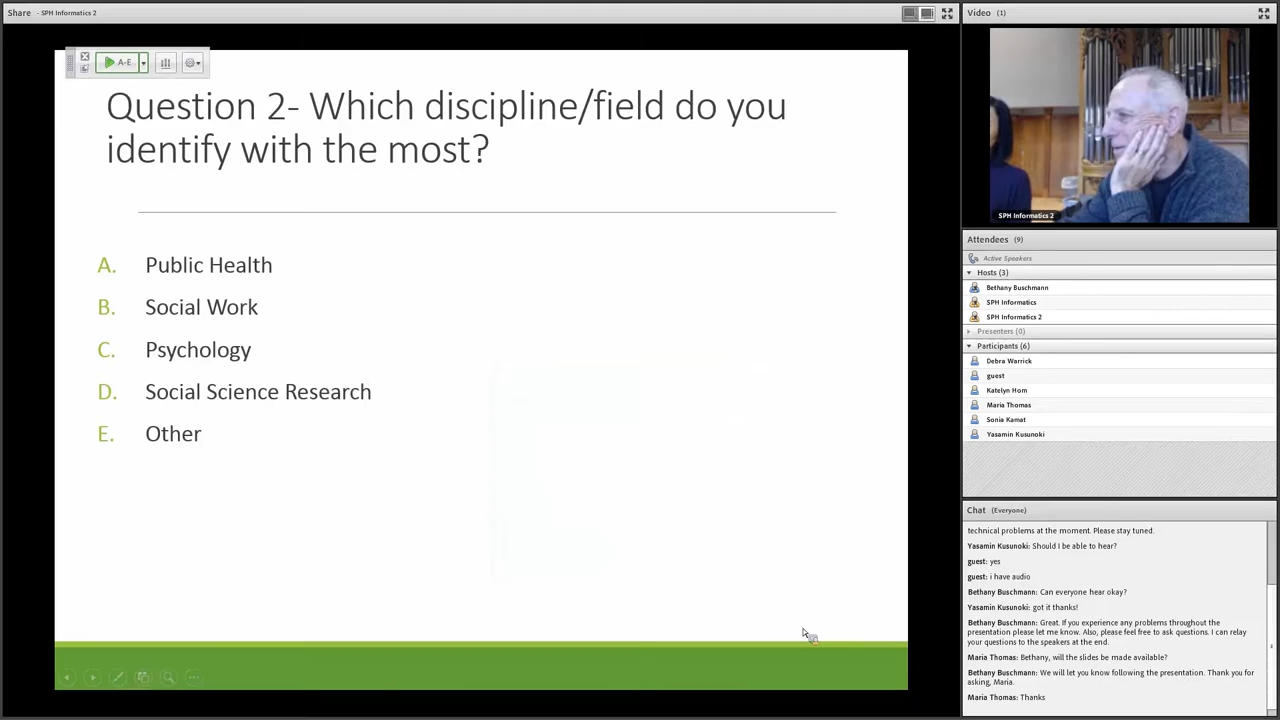 Share - SPH Informatics 2
A-E
Question 2- Which discipline/field do you
identify with the most?
A. Public Health
B. Social Work
C. Psychology
D. Social Science Research
E. Other
Video (1)
SPH Informatics 2
Attendees (9)
Active Speakers
Hosts (3)
Bethany Buschmann
SPH Informatics
SPH Informatics 2
Presenters (0)
Participants (6)
Debra Warrick
guest
Katelyn Hom
Maria Thomas
Sonia Kamat
Yasamin Kusunoki
Chat (Everyone)
technical problems at the moment. Please stay tuned.
Yasamin Kusunoki: Should I be able to hear?
guest: yes
guest: i have audio
Bethany Buschmann: Can everyone hear okay?
Yasamin Kusunoki: got it thanks!
Bethany Buschmann: Great. If you experience any problems throughout the
presentation please let me know. Also, please feel free to ask questions. I can relay
your questions to the speakers at the end.
Maria Thomas: Bethany, will the slides be made available?
Bethany Buschmann: We will let you know following the presentation. Thank you for
asking, Maria.
Maria Thomas: Thanks